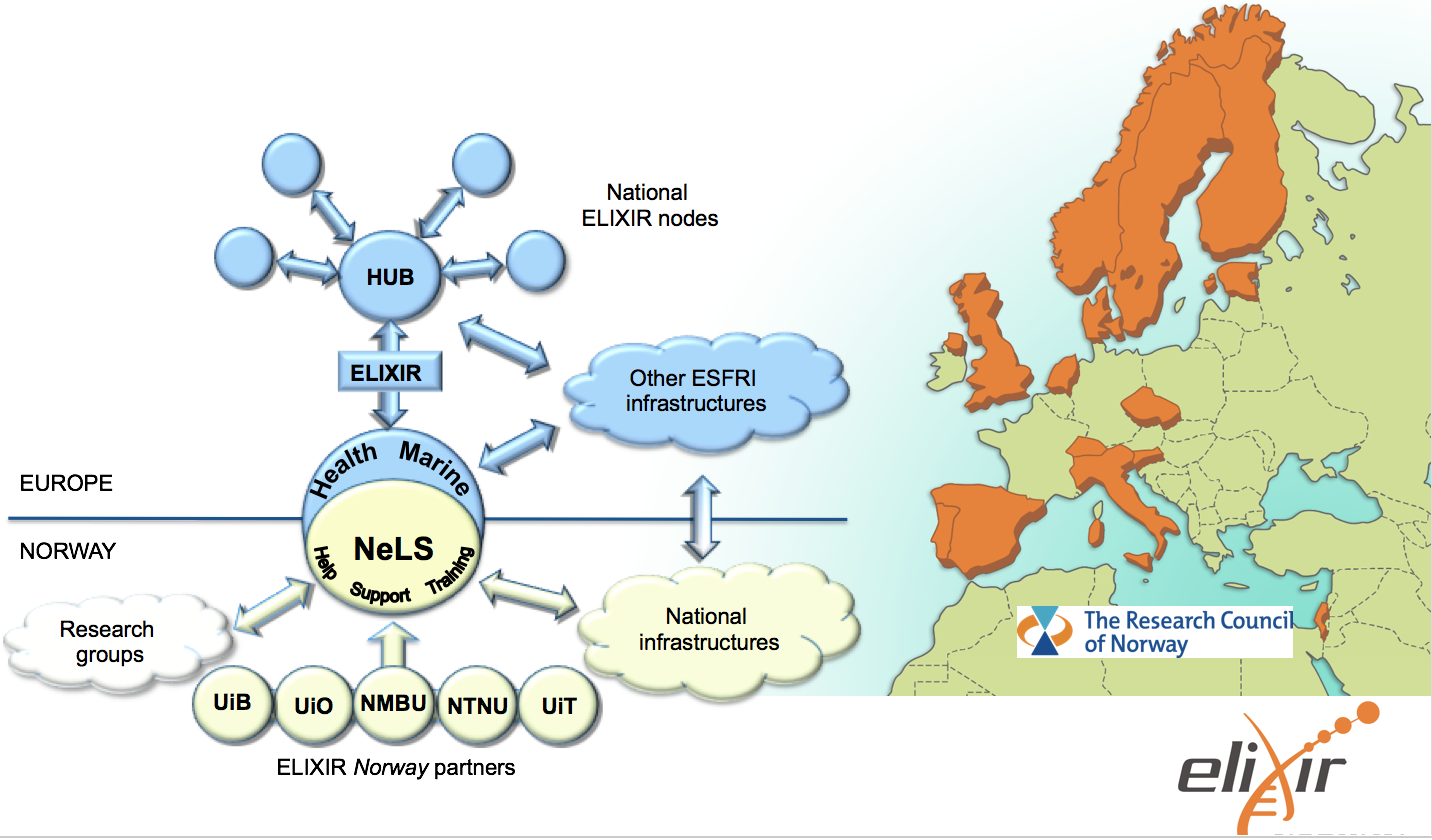 National
ELIXIR nodes
HUB
ELIXIR
Other ESFRI
infrastructures
Health Marine
EUROPE
NORWAY
NeLS
Help Support Training
Research
groups
National
infrastructures
UiB UiO NMBU NTNU UiT
ELIXIR Norway partners
The Research Council
of Norway
elixir